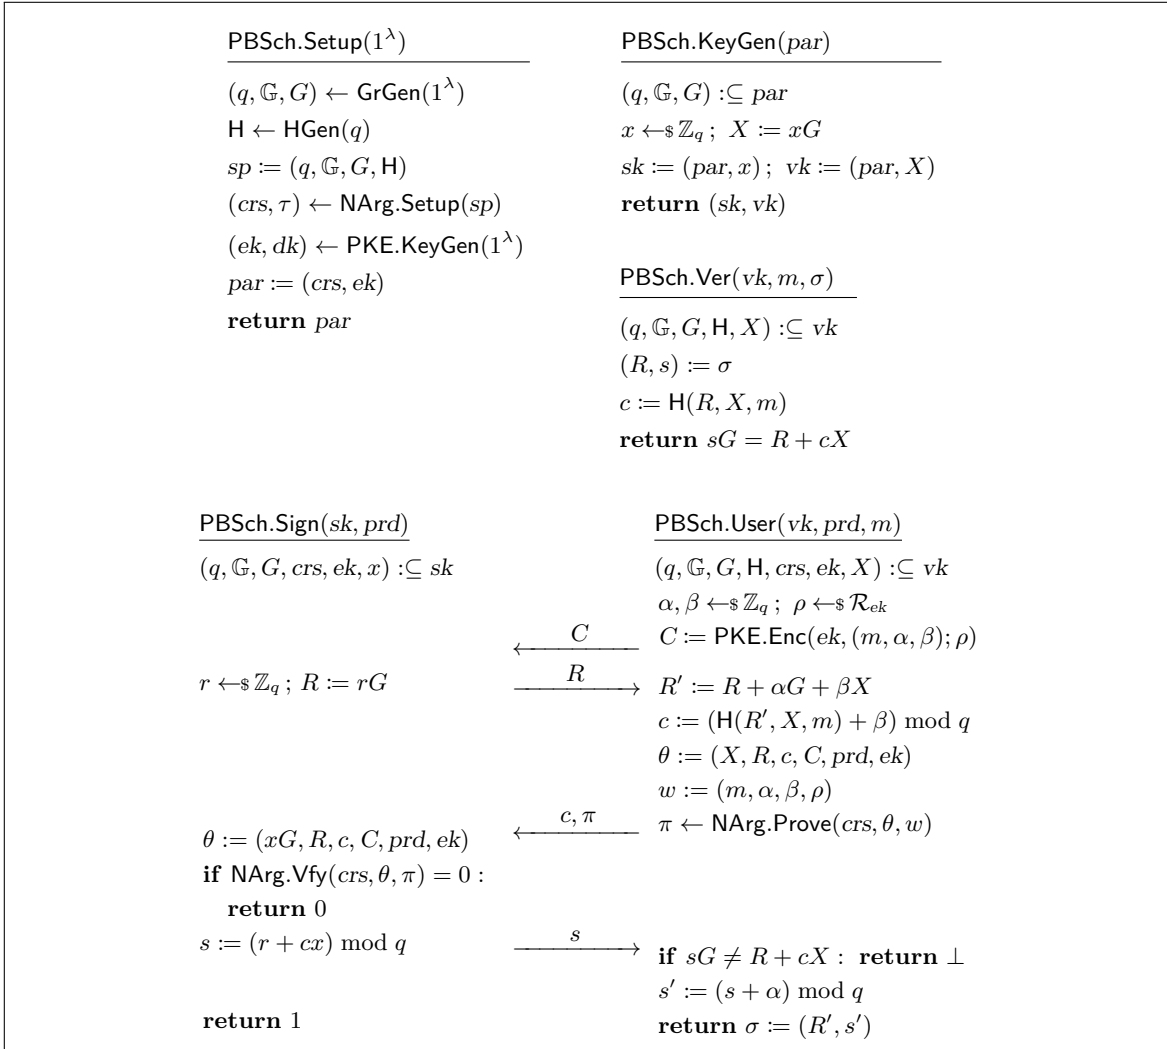 PBSch.Setup(1^λ)
(q, 𝔾, G) ← GrGen(1^λ)
H ← HGen(q)
sp := (q, 𝔾, G, H)
(crs, τ) ← NArg.Setup(sp)
(ek, dk) ← PKE.KeyGen(1^λ)
par := (crs, ek)
return par
PBSch.KeyGen(par)
(q, 𝔾, G) :⊆ par
x ←$ ℤ_q ; X := xG
sk := (par, x) ; vk := (par, X)
return (sk, vk)
PBSch.Ver(vk, m, σ)
(q, 𝔾, G, H, X) :⊆ vk
(R, s) := σ
c := H(R, X, m)
return sG = R + cX
PBSch.Sign(sk, prd) PBSch.User(vk, prd, m)
(q, 𝔾, G, crs, ek, x) :⊆ sk (q, 𝔾, G, H, crs, ek, X) :⊆ vk
α, β ←$ ℤ_q ; ρ ←$ ℛ_ek
C C := PKE.Enc(ek, (m, α, β); ρ)
r ←$ ℤ_q ; R := rG R R′ := R + αG + βX
c := (H(R′, X, m) + β) mod q
θ := (X, R, c, C, prd, ek)
w := (m, α, β, ρ)
c, π π ← NArg.Prove(crs, θ, w)
θ := (xG, R, c, C, prd, ek)
if NArg.Vfy(crs, θ, π) = 0 :
return 0
s := (r + cx) mod q s if sG ≠ R + cX : return ⊥
s′ := (s + α) mod q
return 1 return σ := (R′, s′)